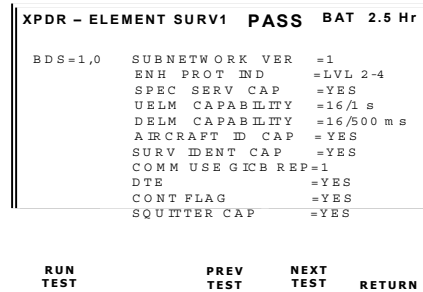 XPDR – ELEMENT SURV1 PASS BAT 2.5 Hr
BDS=1,0 SUBNETWORK VER =1
ENH PROT IND =LVL 2-4
SPEC SERV CAP =YES
UELM CAPABILITY =16/1 s
DELM CAPABILITY =16/500 ms
AIRCRAFT ID CAP =YES
SURV IDENT CAP =YES
COMM USE GICB REP=1
DTE =YES
CONT FLAG =YES
SQUITTER CAP =YES
RUN TEST PREV TEST NEXT TEST RETURN